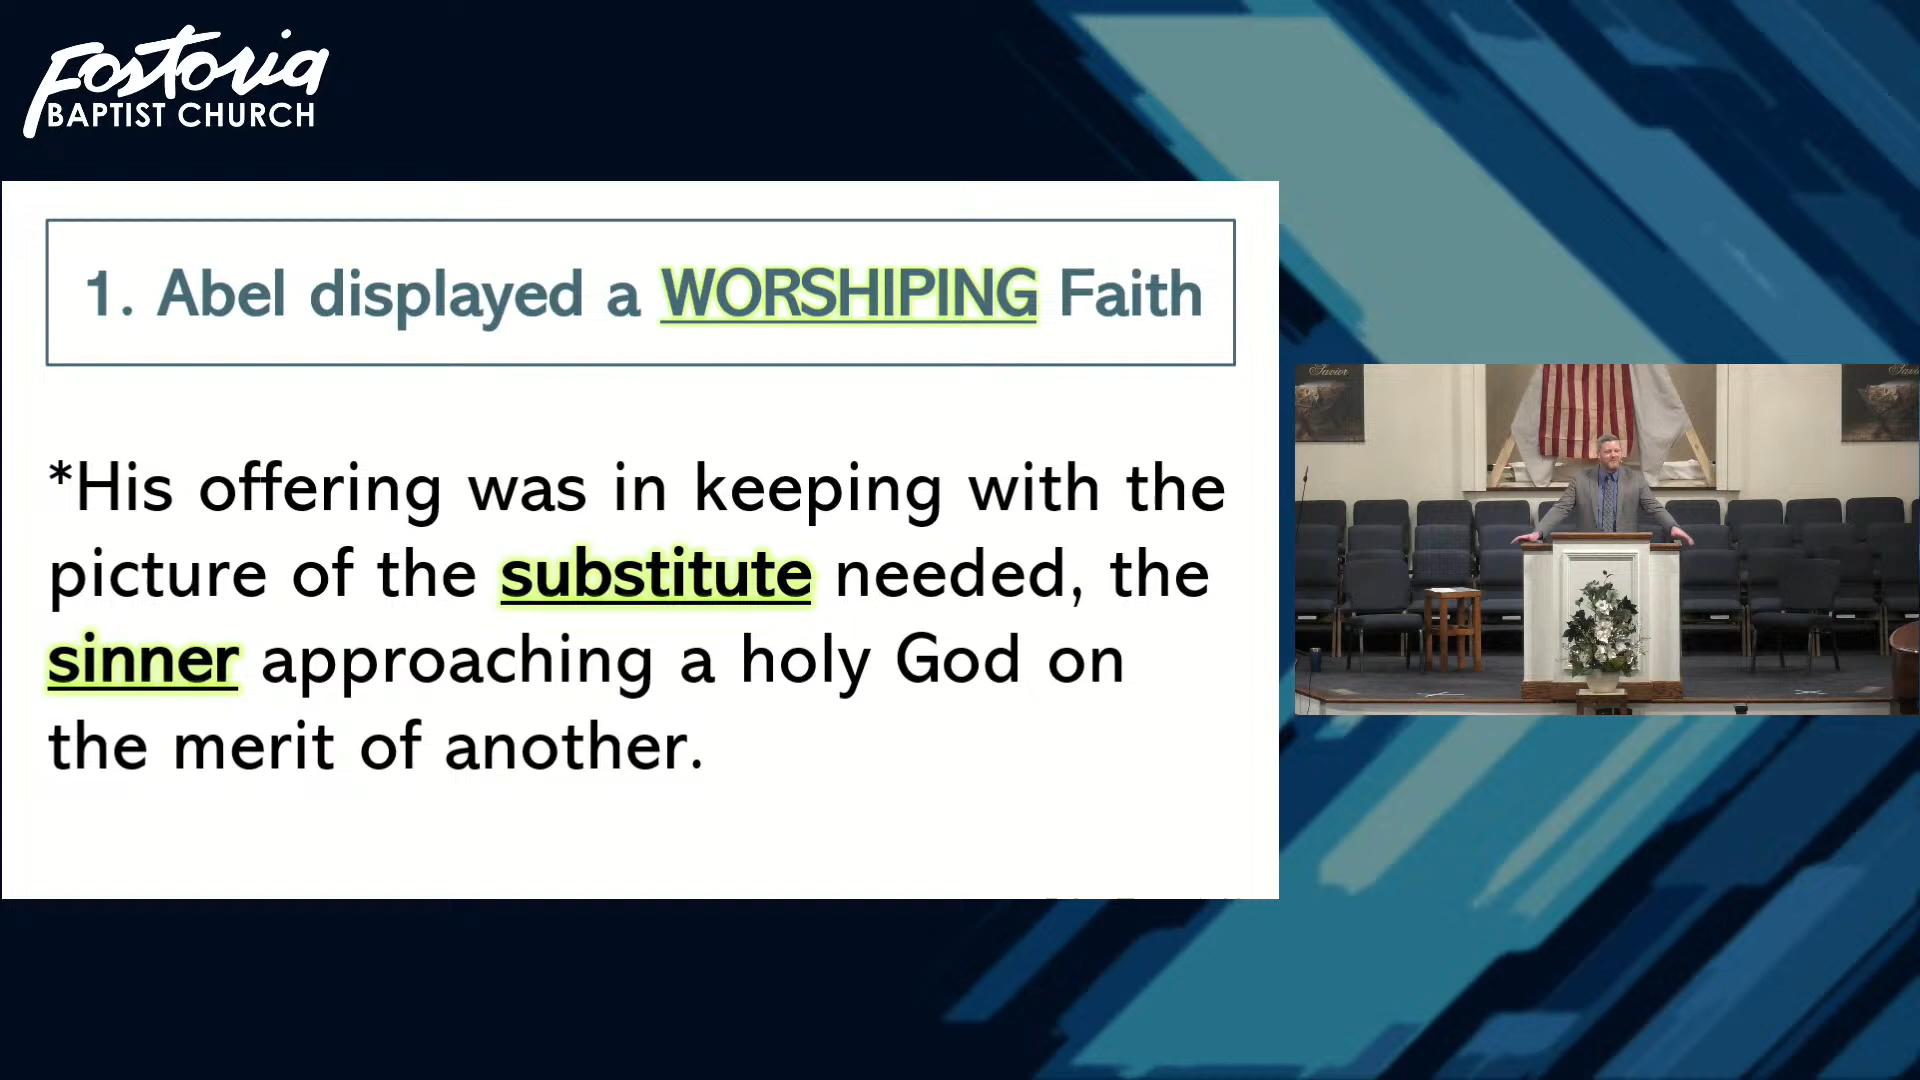 Fostoria
BAPTIST CHURCH
1. Abel displayed a WORSHIPING Faith
*His offering was in keeping with the
picture of the substitute needed, the
sinner approaching a holy God on
the merit of another.
Savior